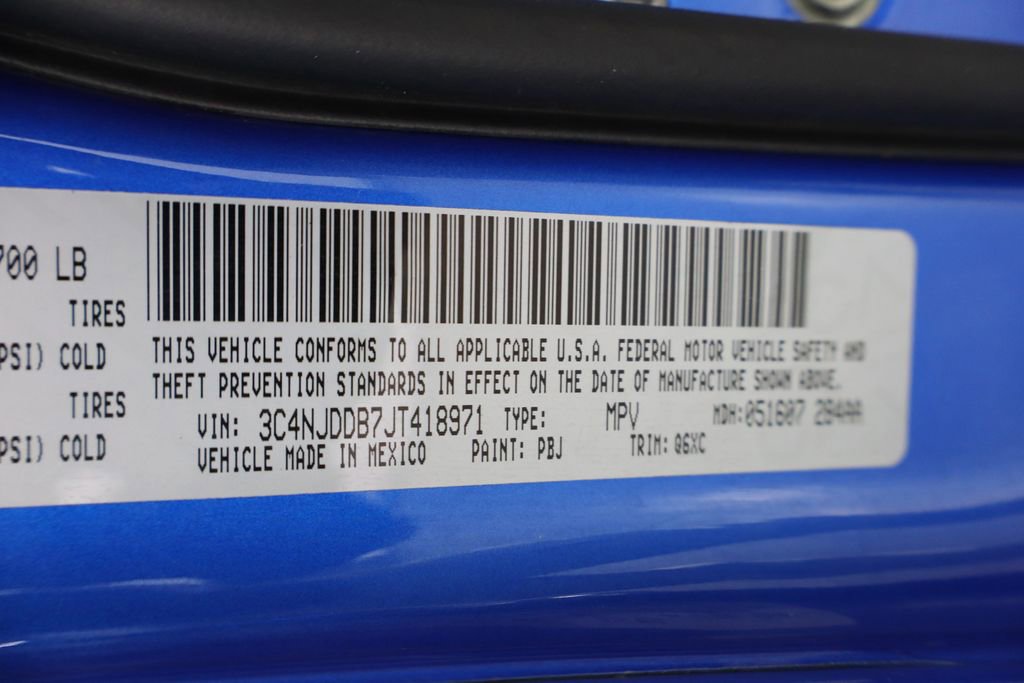 700 LB
TIRES
PSI) COLD
TIRES
PSI) COLD
THIS VEHICLE CONFORMS TO ALL APPLICABLE U.S.A. FEDERAL MOTOR VEHICLE SAFETY AND
THEFT PREVENTION STANDARDS IN EFFECT ON THE DATE OF MANUFACTURE SHOWN ABOVE.
VIN: 3C4NJDDB7JT418971 TYPE: MPV MDH:051607 284AA
VEHICLE MADE IN MEXICO PAINT: PBJ TRIM: Q6XC